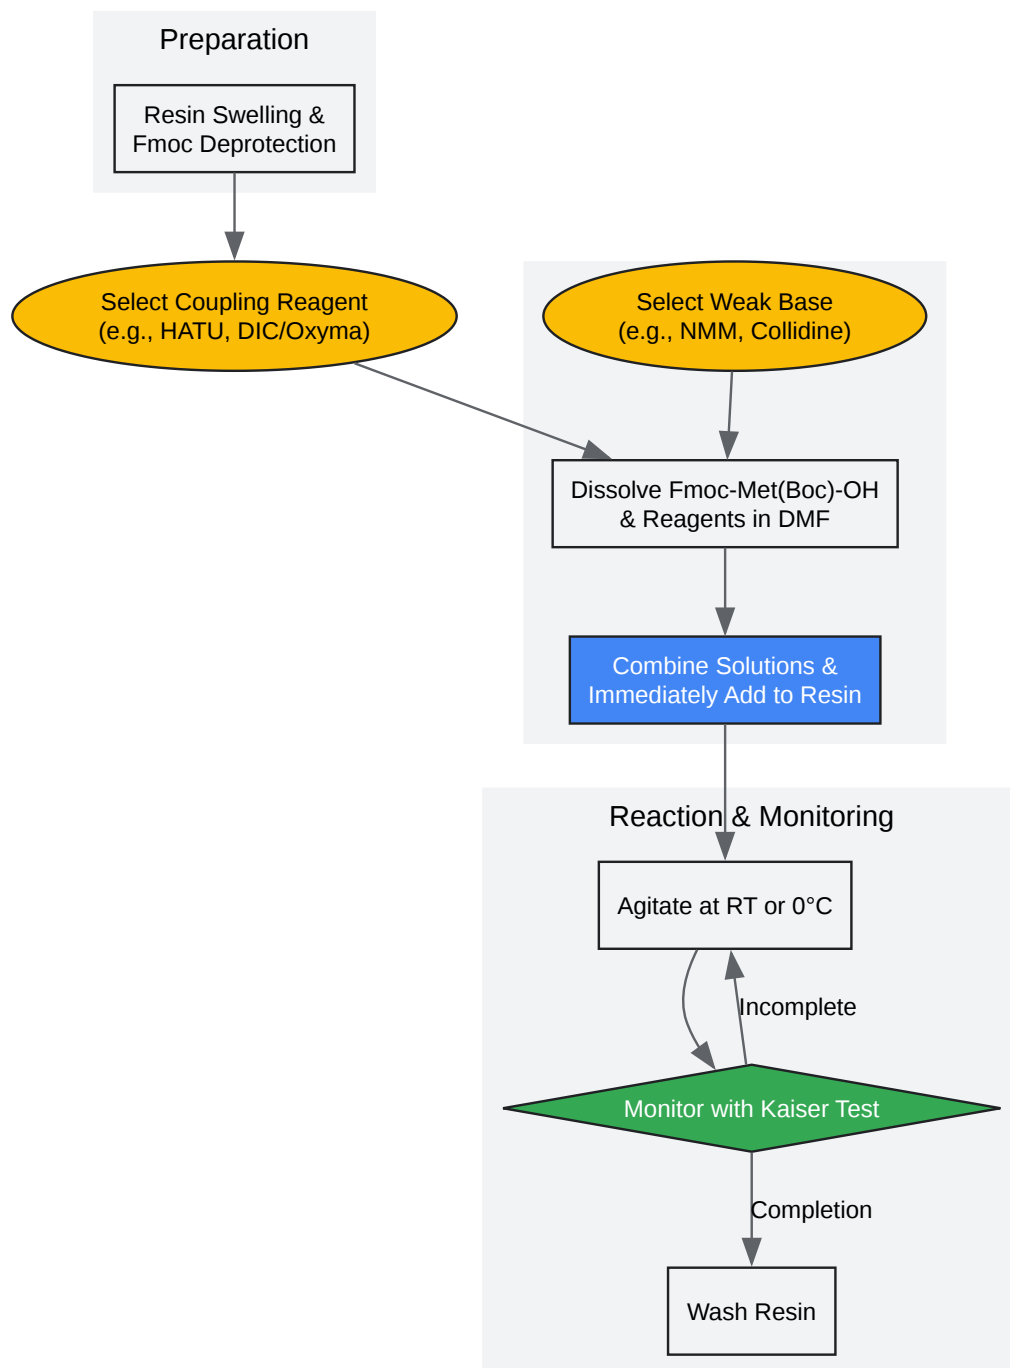 Preparation
Resin Swelling &
Fmoc Deprotection
Select Coupling Reagent
(e.g., HATU, DIC/Oxyma)
Select Weak Base
(e.g., NMM, Collidine)
Dissolve Fmoc-Met(Boc)-OH
& Reagents in DMF
Combine Solutions &
Immediately Add to Resin
Reaction & Monitoring
Agitate at RT or 0°C
Incomplete
Monitor with Kaiser Test
Completion
Wash Resin